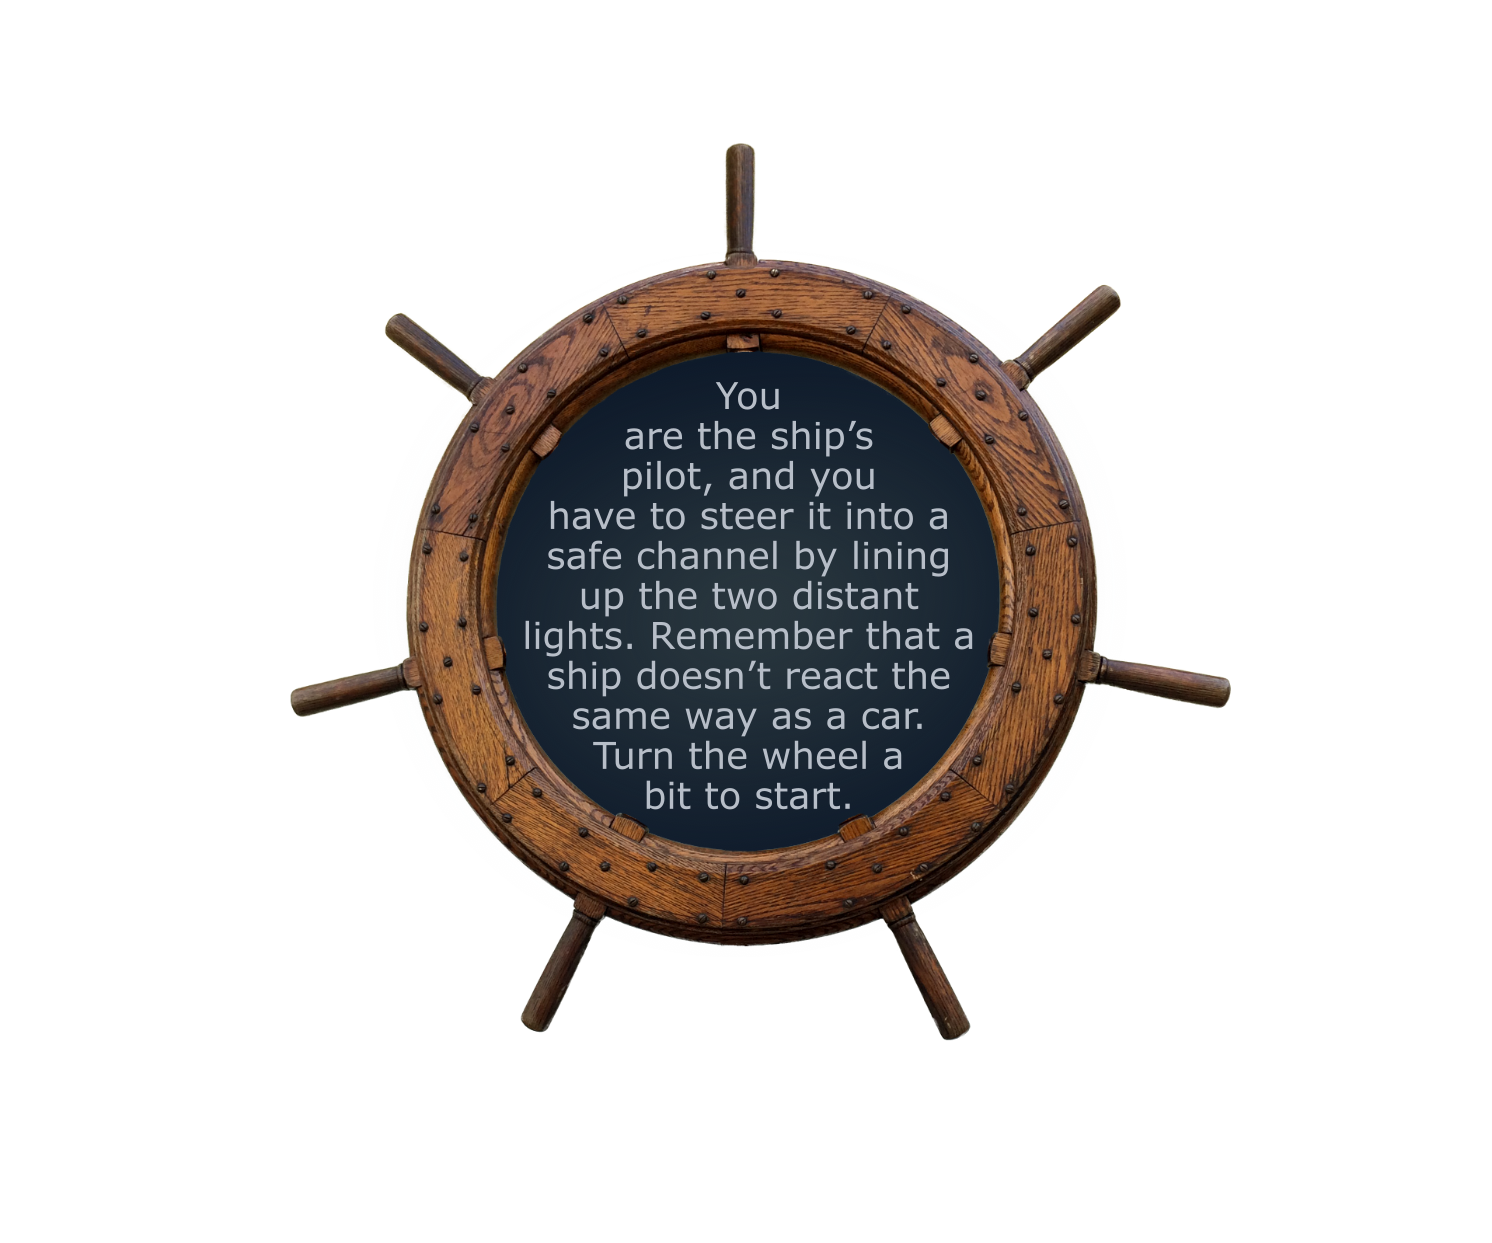 You
are the ship’s
pilot, and you
have to steer it into a
safe channel by lining
up the two distant
lights. Remember that a
ship doesn’t react the
same way as a car.
Turn the wheel a
bit to start.